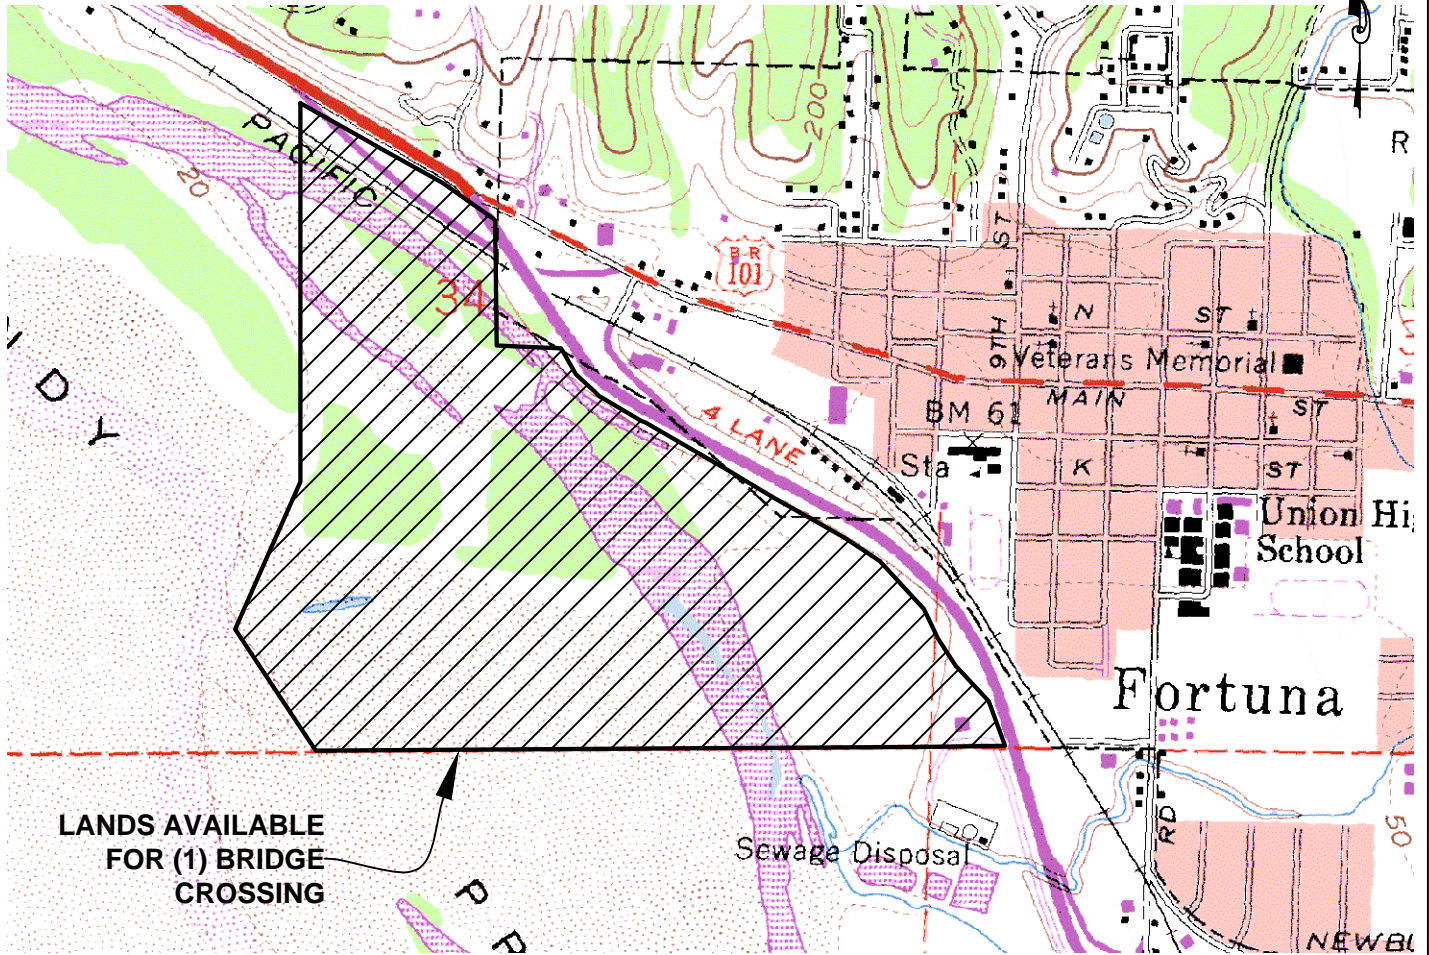 200
R
PACIFIC
20
ST
B R
101
34
N
ST
9TH
Veterans Memorial
MAIN
BM 61
ST
4 LANE
D
Y
Sta
K
ST
Union Hi
School
Fortuna
LANDS AVAILABLE
FOR (1) BRIDGE
CROSSING
Sewage Disposal
RD
50
P
R
NEWB